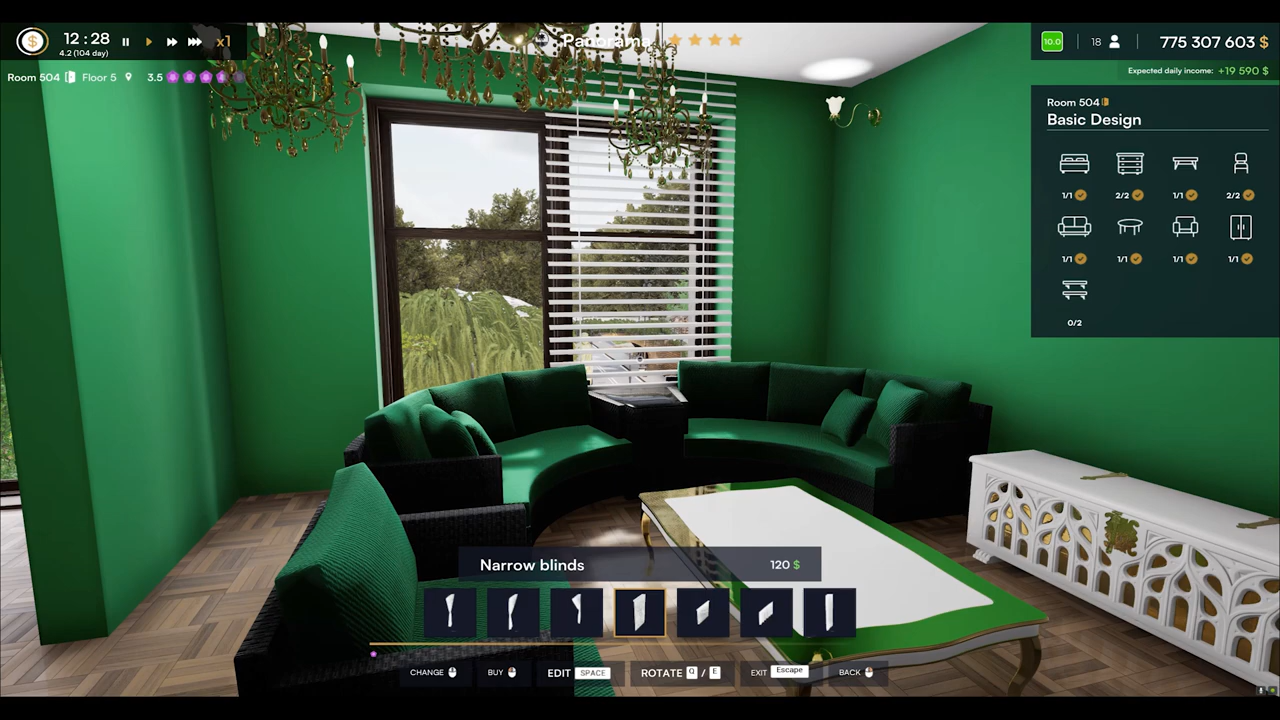 12:28
x1
4.2 (104 day)
Room 504 Floor 5 3.5
Panorama
10.0 18 775 307 603 $
Expected daily income: +19 590 $
Room 504
Basic Design
1/1 2/2 1/1 2/2
1/1 1/1 1/1 1/1
0/2
Narrow blinds 120 $
CHANGE BUY EDIT SPACE ROTATE Q / E EXIT Escape BACK